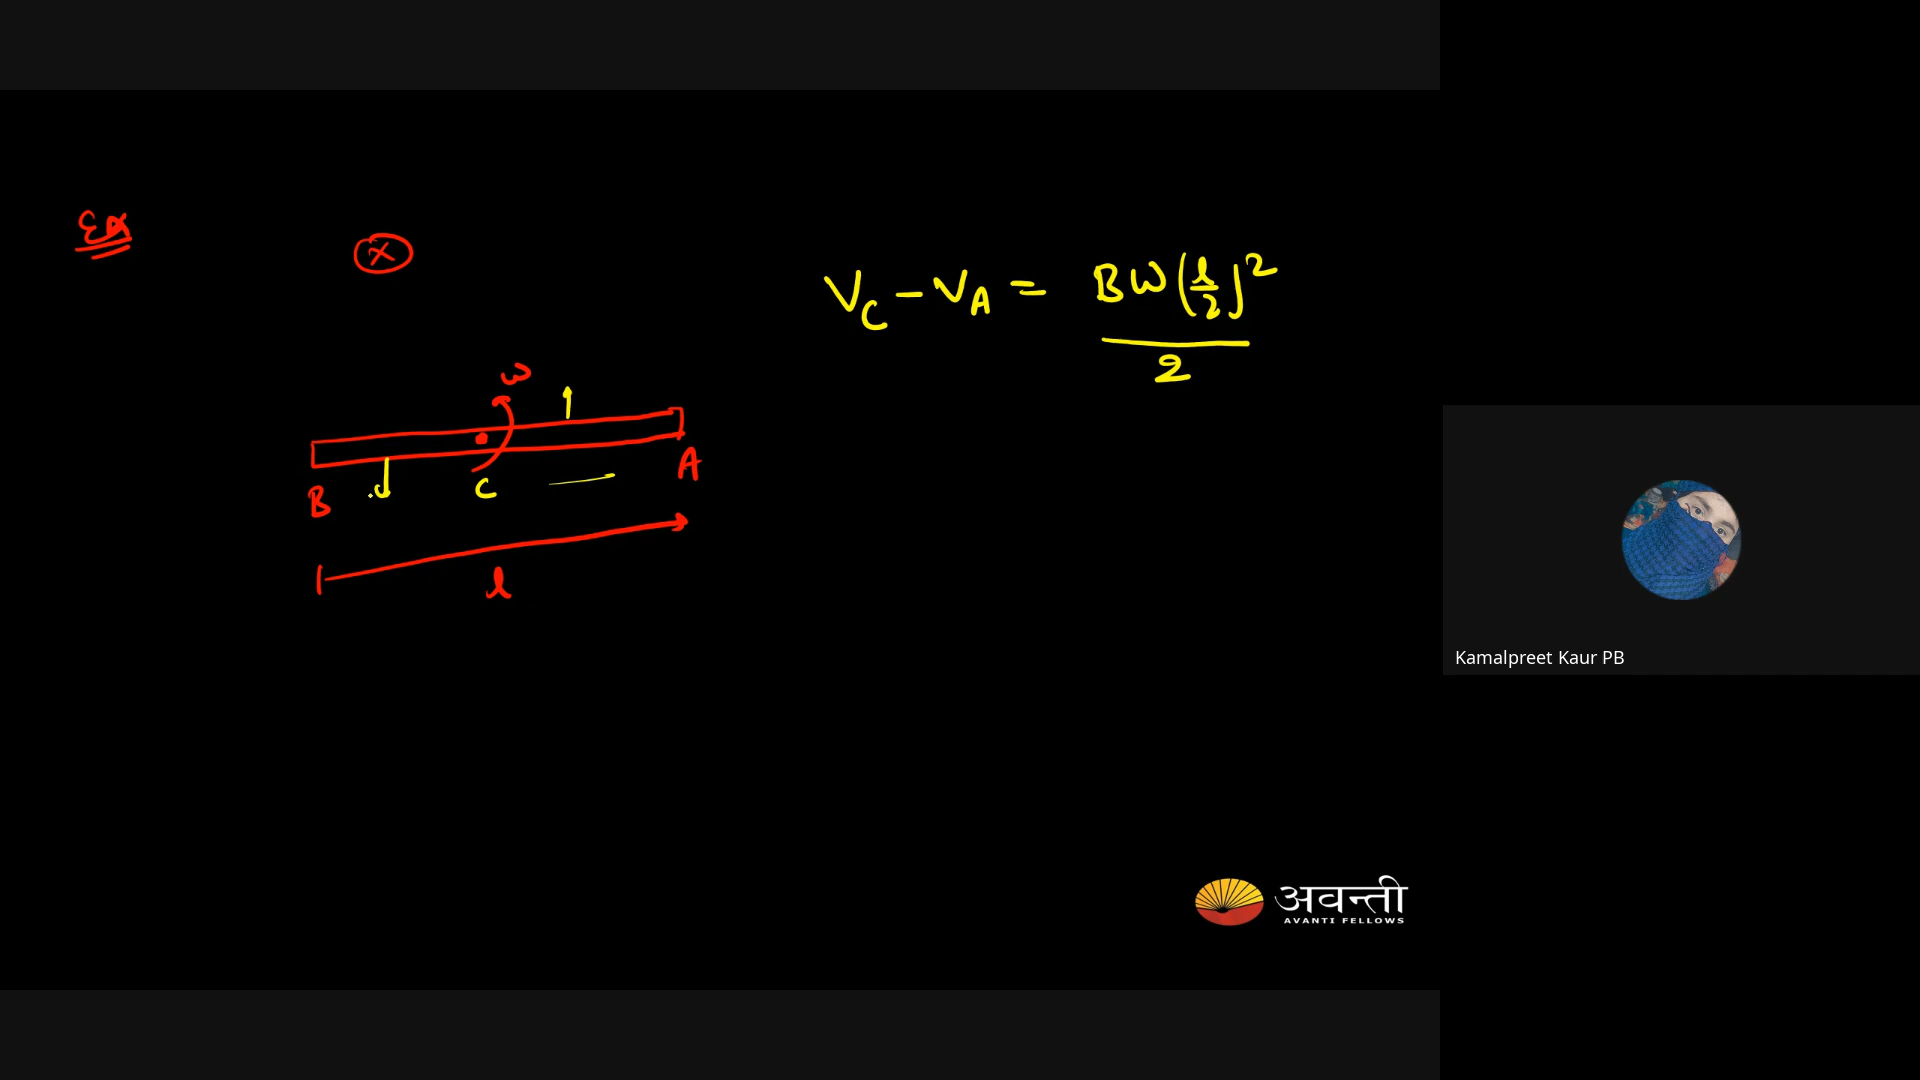 Ex
×
V_C - V_A = Bω(l/2)^2 / 2
ω
B
C
A
l
Kamalpreet Kaur PB
अवन्ती
AVANTI FELLOWS